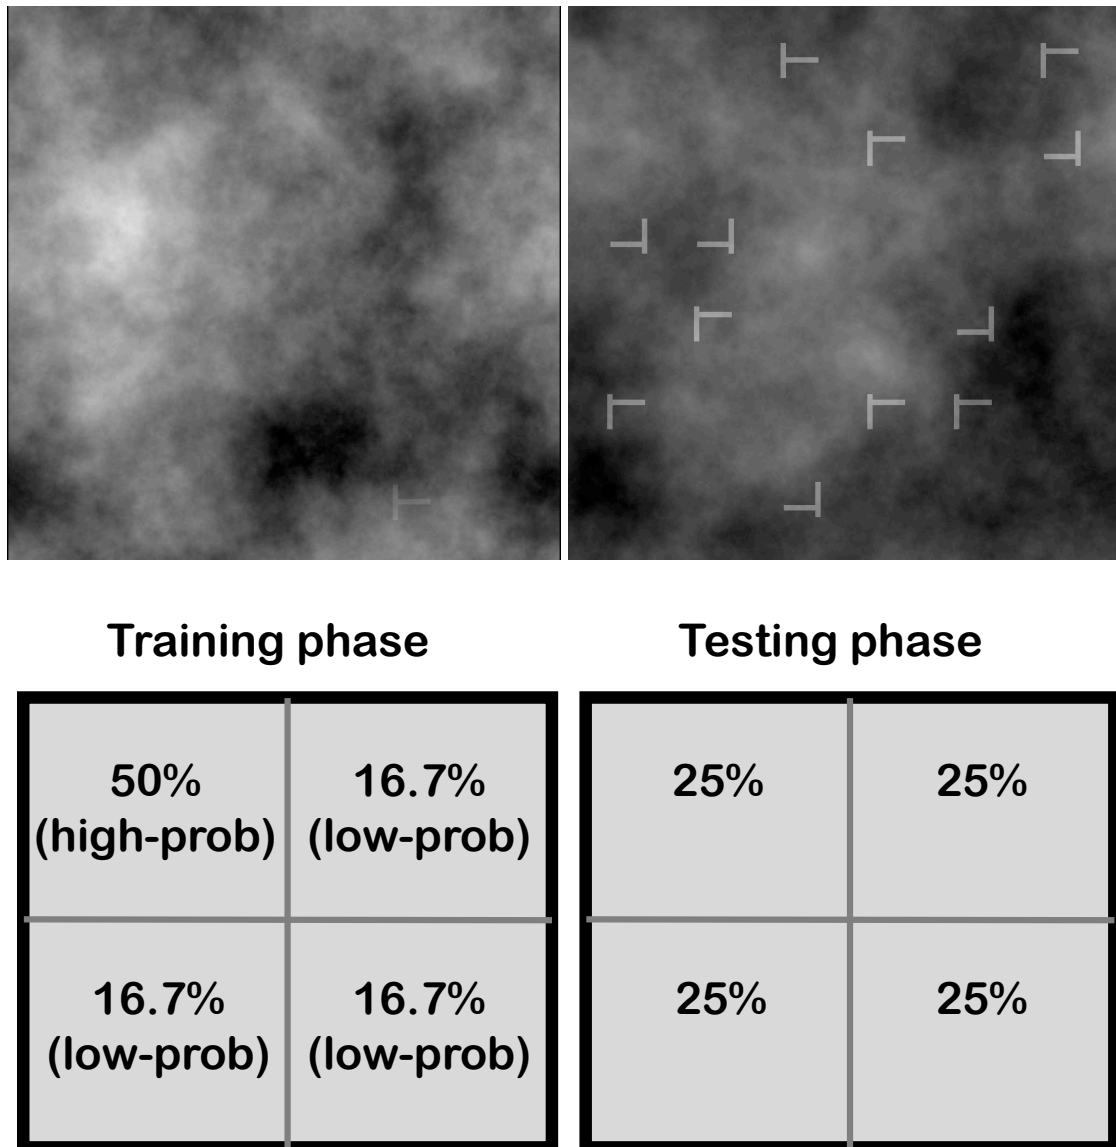 Training phase
Testing phase
50%
(high-prob)
16.7%
(low-prob)
25%
25%
16.7%
(low-prob)
16.7%
(low-prob)
25%
25%